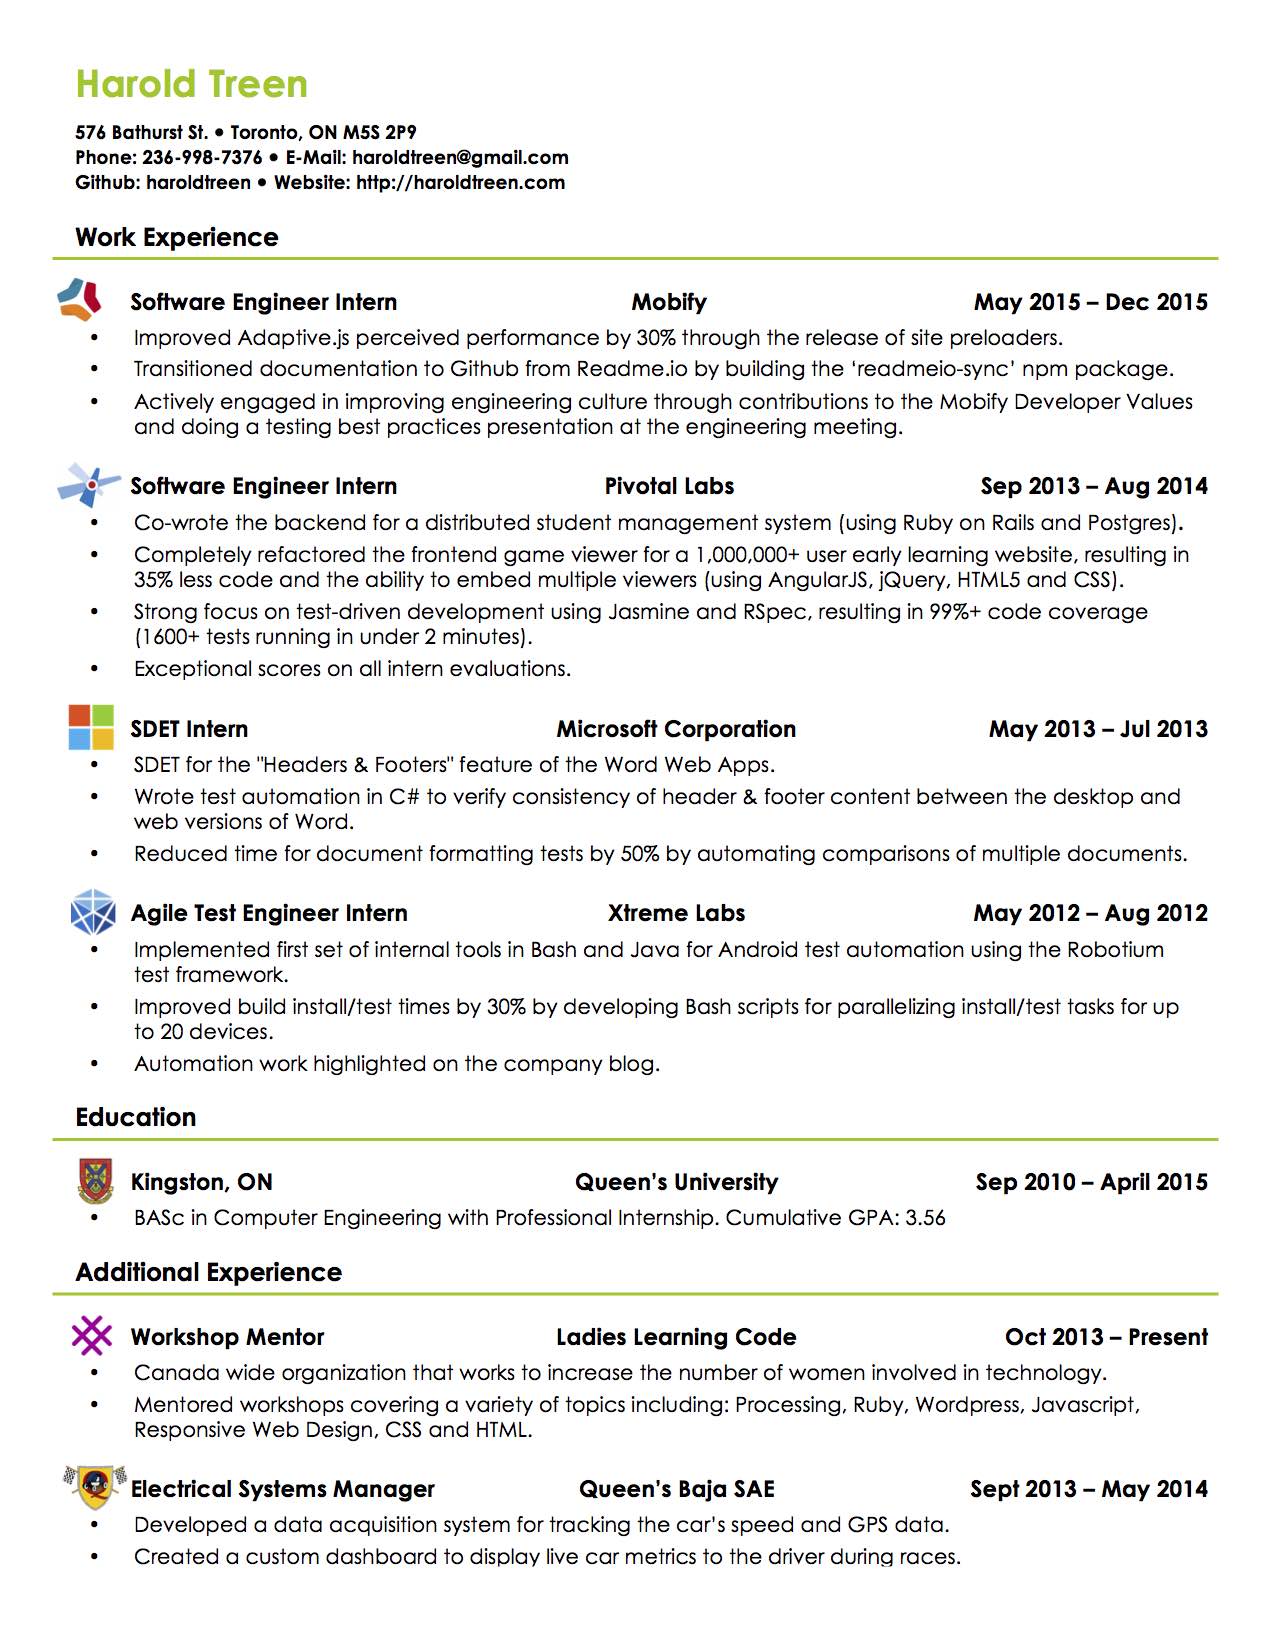 Harold Treen
576 Bathurst St. • Toronto, ON M5S 2P9
Phone: 236-998-7376 • E-Mail: haroldtreen@gmail.com
Github: haroldtreen • Website: http://haroldtreen.com
Work Experience
Software Engineer Intern Mobify May 2015 – Dec 2015
• Improved Adaptive.js perceived performance by 30% through the release of site preloaders.
• Transitioned documentation to Github from Readme.io by building the ‘readmeio-sync’ npm package.
• Actively engaged in improving engineering culture through contributions to the Mobify Developer Values
and doing a testing best practices presentation at the engineering meeting.
Software Engineer Intern Pivotal Labs Sep 2013 – Aug 2014
• Co-wrote the backend for a distributed student management system (using Ruby on Rails and Postgres).
• Completely refactored the frontend game viewer for a 1,000,000+ user early learning website, resulting in
35% less code and the ability to embed multiple viewers (using AngularJS, jQuery, HTML5 and CSS).
• Strong focus on test-driven development using Jasmine and RSpec, resulting in 99%+ code coverage
(1600+ tests running in under 2 minutes).
• Exceptional scores on all intern evaluations.
SDET Intern Microsoft Corporation May 2013 – Jul 2013
• SDET for the "Headers & Footers" feature of the Word Web Apps.
• Wrote test automation in C# to verify consistency of header & footer content between the desktop and
web versions of Word.
• Reduced time for document formatting tests by 50% by automating comparisons of multiple documents.
Agile Test Engineer Intern Xtreme Labs May 2012 – Aug 2012
• Implemented first set of internal tools in Bash and Java for Android test automation using the Robotium
test framework.
• Improved build install/test times by 30% by developing Bash scripts for parallelizing install/test tasks for up
to 20 devices.
• Automation work highlighted on the company blog.
Education
Kingston, ON Queen’s University Sep 2010 – April 2015
• BASc in Computer Engineering with Professional Internship. Cumulative GPA: 3.56
Additional Experience
Workshop Mentor Ladies Learning Code Oct 2013 – Present
• Canada wide organization that works to increase the number of women involved in technology.
• Mentored workshops covering a variety of topics including: Processing, Ruby, Wordpress, Javascript,
Responsive Web Design, CSS and HTML.
Electrical Systems Manager Queen’s Baja SAE Sept 2013 – May 2014
• Developed a data acquisition system for tracking the car’s speed and GPS data.
• Created a custom dashboard to display live car metrics to the driver during races.